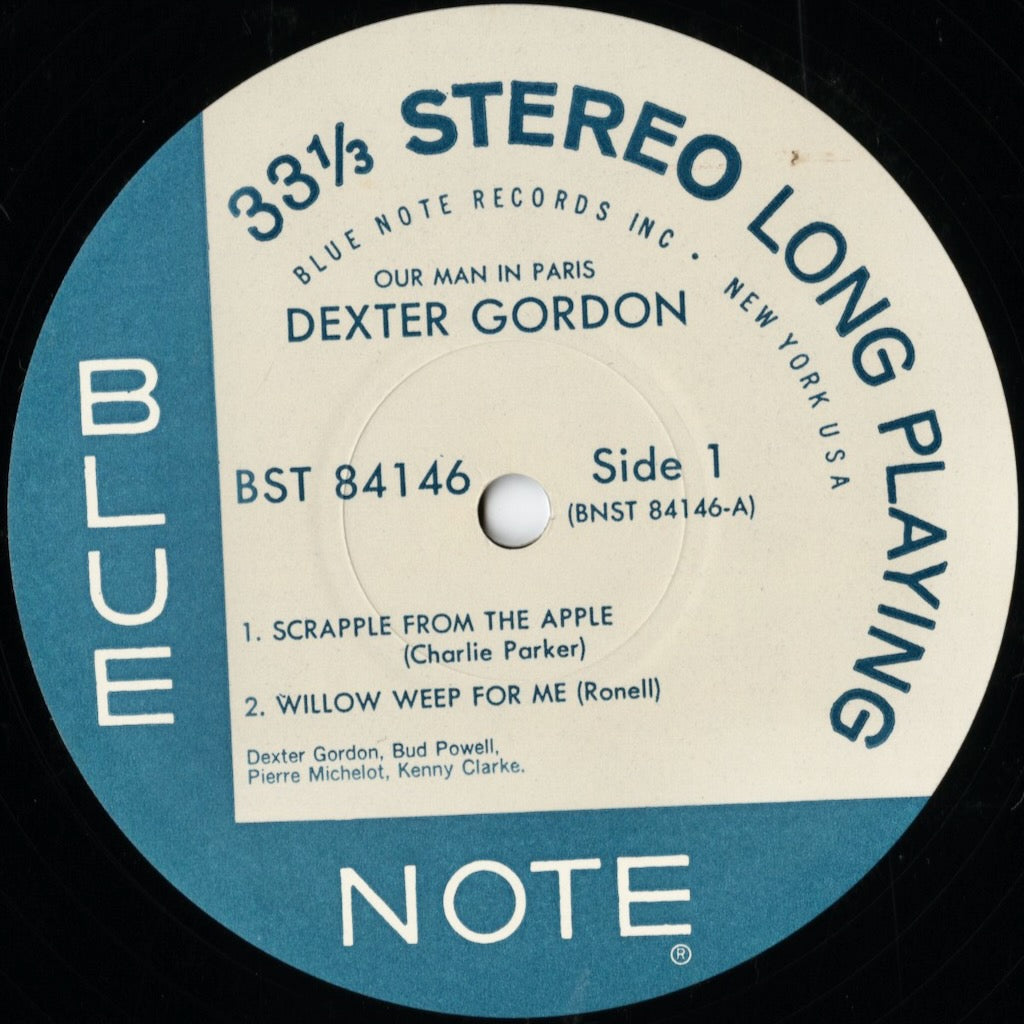 33⅓ STEREO LONG PLAYING
BLUE NOTE RECORDS INC · NEW YORK USA
OUR MAN IN PARIS
DEXTER GORDON
BST 84146
Side 1
(BNST 84146-A)
1. SCRAPPLE FROM THE APPLE
(Charlie Parker)
2. WILLOW WEEP FOR ME (Ronell)
Dexter Gordon, Bud Powell,
Pierre Michelot, Kenny Clarke.
BLUE
NOTE
®